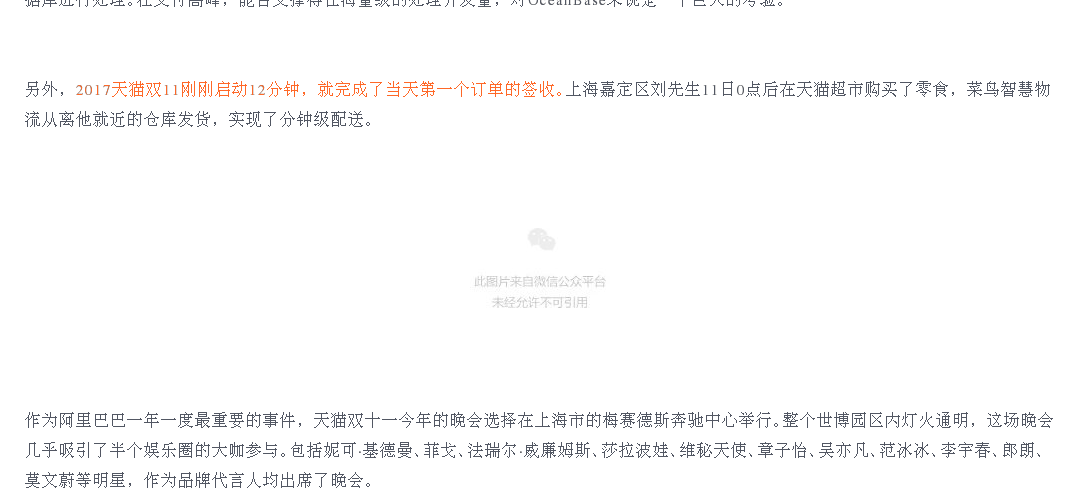 据库进行处理。在支付高峰，能否支撑得住海量级的处理并发量，对OceanBase来说是一个巨大的考验。
另外，2017天猫双11刚刚启动12分钟，就完成了当天第一个订单的签收。上海嘉定区刘先生11日0点后在天猫超市购买了零食，菜鸟智慧物
流从离他就近的仓库发货，实现了分钟级配送。
此图片来自微信公众平台
未经允许不可引用
作为阿里巴巴一年一度最重要的事件，天猫双十一今年的晚会选择在上海市的梅赛德斯奔驰中心举行。整个世博园区内灯火通明，这场晚会
几乎吸引了半个娱乐圈的大咖参与。包括妮可·基德曼、菲戈、法瑞尔·威廉姆斯、莎拉波娃、维秘天使、章子怡、吴亦凡、范冰冰、李宇春、郎朗、
莫文蔚等明星，作为品牌代言人均出席了晚会。